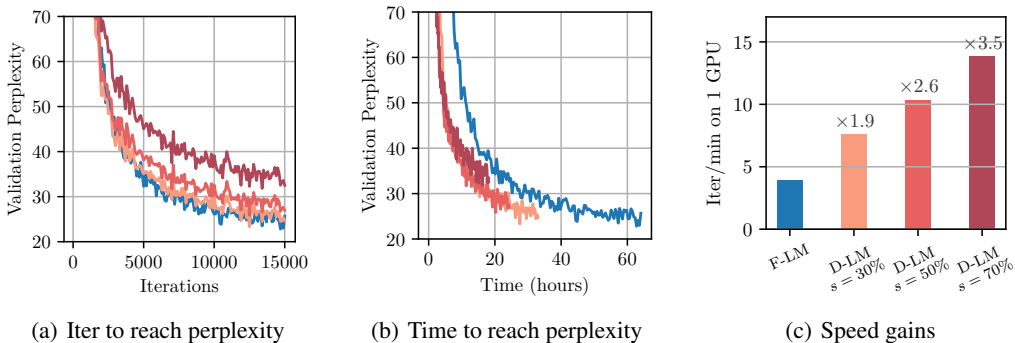 70
60
50
40
30
20
Validation Perplexity
0
5000
10000
15000
Iterations
(a) Iter to reach perplexity
70
60
50
40
30
20
Validation Perplexity
0
20
40
60
Time (hours)
(b) Time to reach perplexity
15
10
5
0
Iter/min on 1 GPU
×1.9
×2.6
×3.5
F-LM
D-LM
s = 30%
D-LM
s = 50%
D-LM
s = 70%
(c) Speed gains